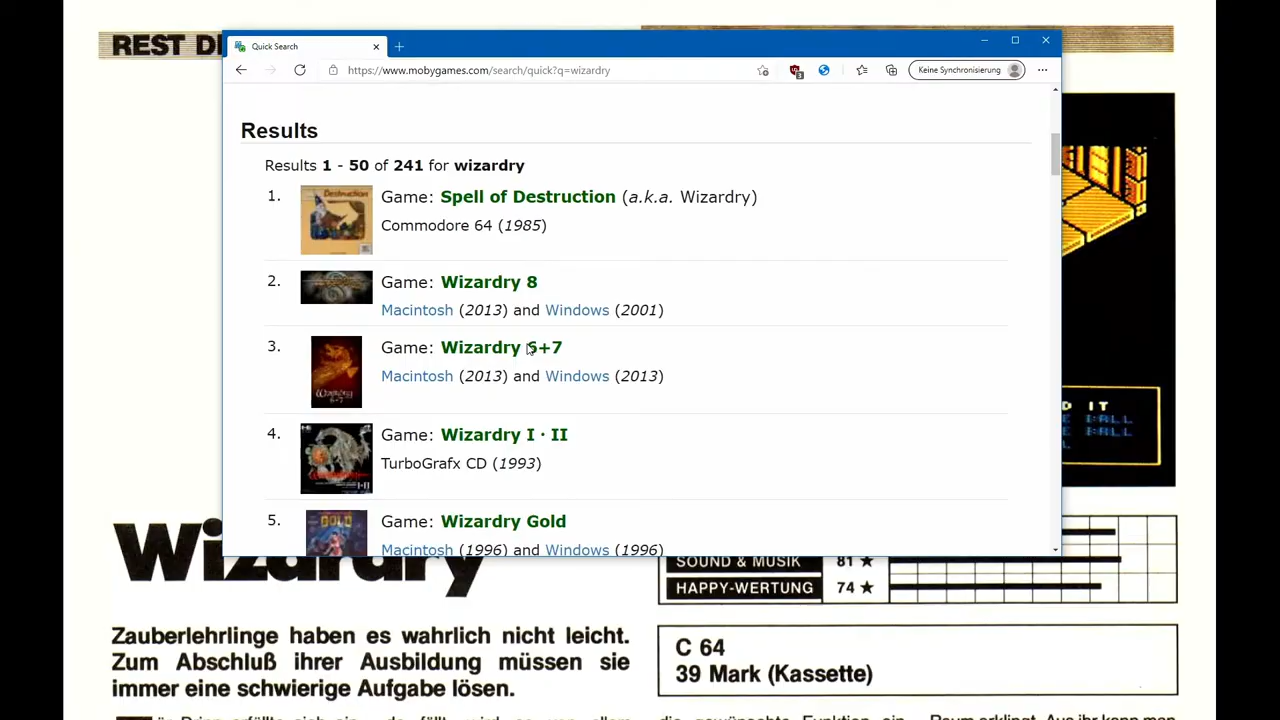 REST D
Quick Search
https://www.mobygames.com/search/quick?q=wizardry
3
Keine Synchronisierung
Results
Results 1 - 50 of 241 for wizardry
1.
Game: Spell of Destruction (a.k.a. Wizardry)
Commodore 64 (1985)
2.
Game: Wizardry 8
Macintosh (2013) and Windows (2001)
3.
Game: Wizardry 6+7
Macintosh (2013) and Windows (2013)
4.
Game: Wizardry I · II
TurboGrafx CD (1993)
5.
GOLD
Game: Wizardry Gold
Macintosh (1996) and Windows (1996)
D IT
Wizardry
SOUND & MUSIK 81 ★
HAPPY-WERTUNG 74 ★
Zauberlehrlinge haben es wahrlich nicht leicht.
Zum Abschluß ihrer Ausbildung müssen sie
immer eine schwierige Aufgabe lösen.
C 64
39 Mark (Kassette)